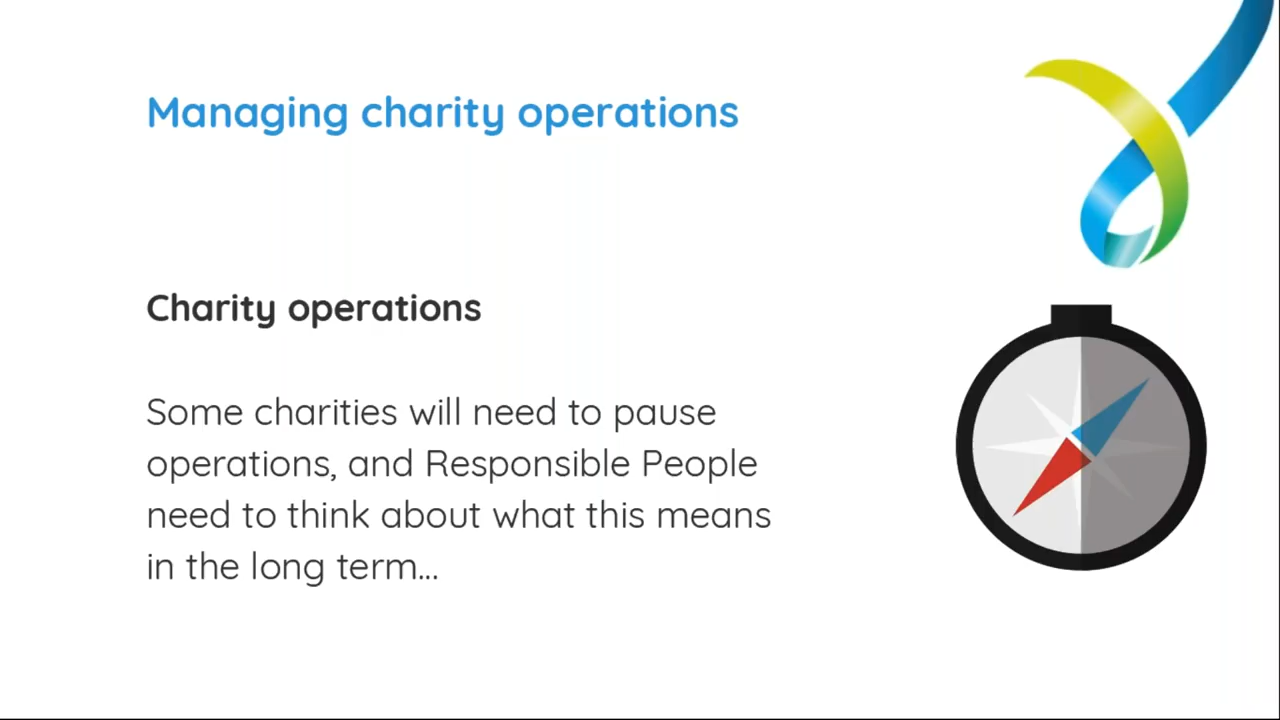 Managing charity operations
Charity operations
Some charities will need to pause
operations, and Responsible People
need to think about what this means
in the long term...